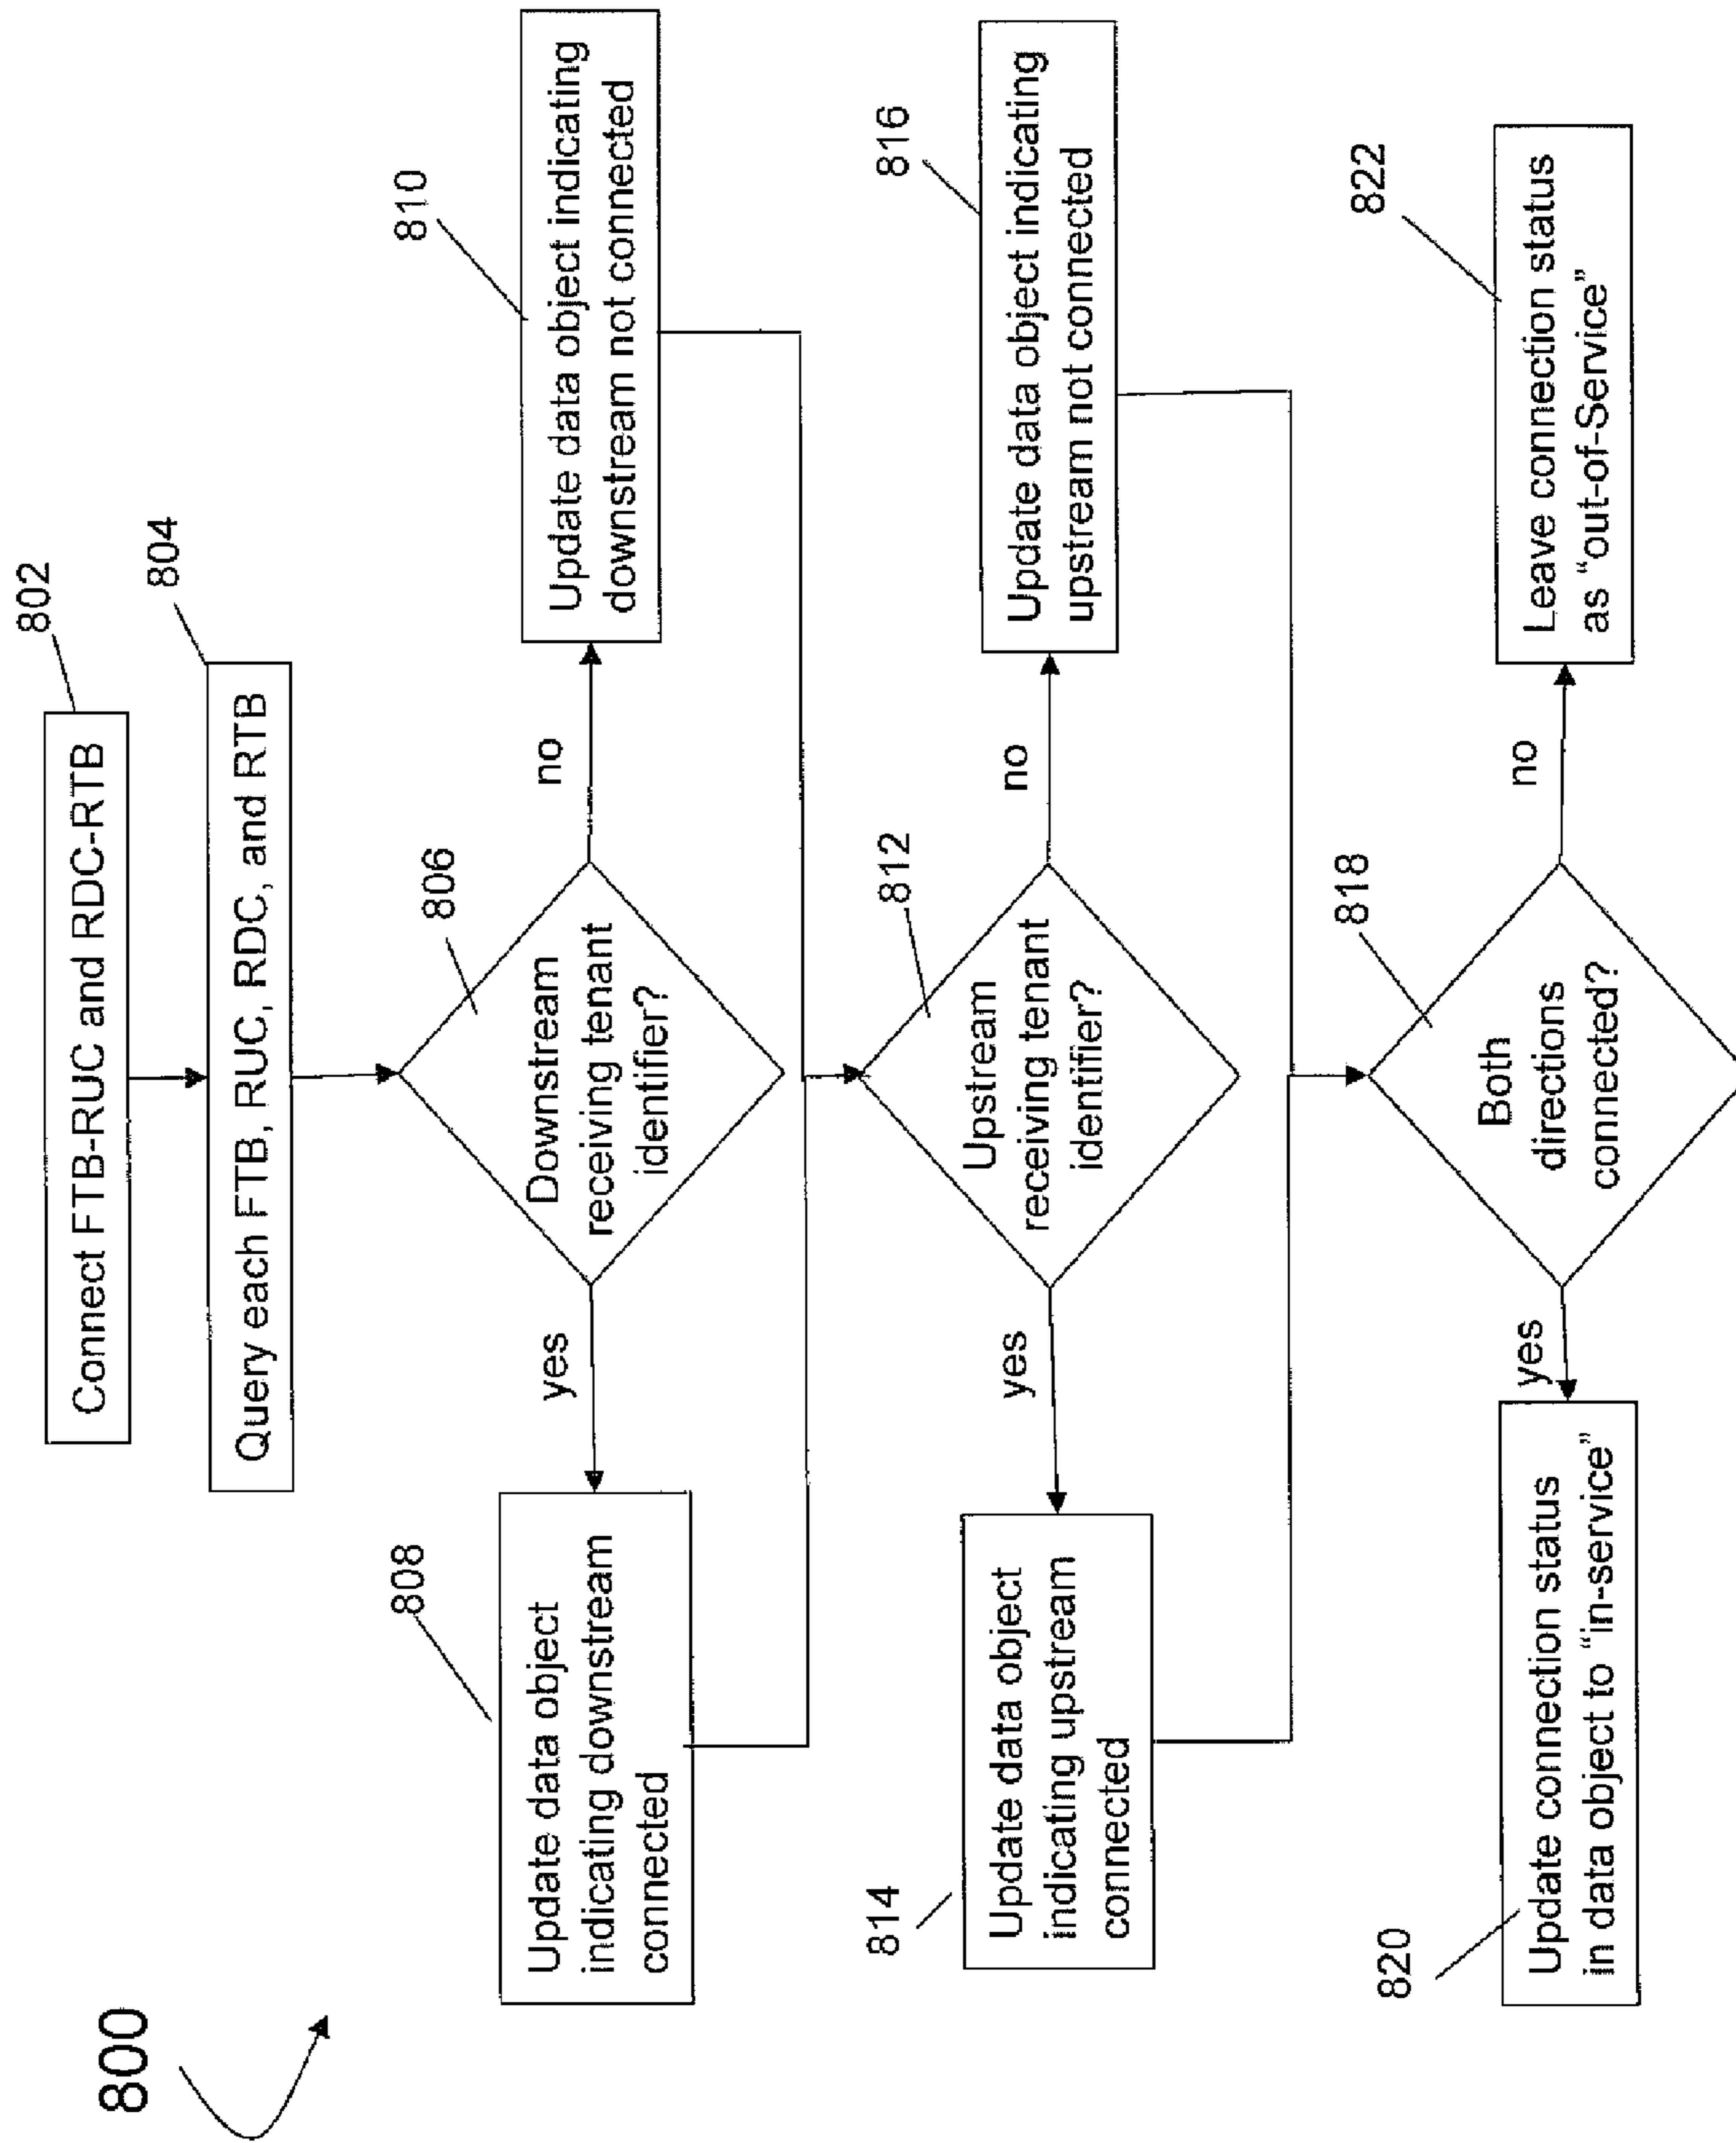 800
802
Connect FTB-RUC and RDC-RTB
804
Query each FTB, RUC, RDC, and RTB
806
Downstream
receiving tenant
identifier?
yes
no
808
Update data object
indicating downstream
connected
810
Update data object indicating
downstream not connected
812
Upstream
receiving tenant
identifier?
yes
no
814
Update data object
indicating upstream
connected
816
Update data object indicating
upstream not connected
818
Both
directions
connected?
yes
no
820
Update connection status
in data object to “in-service”
822
Leave connection status
as “out-of-Service”